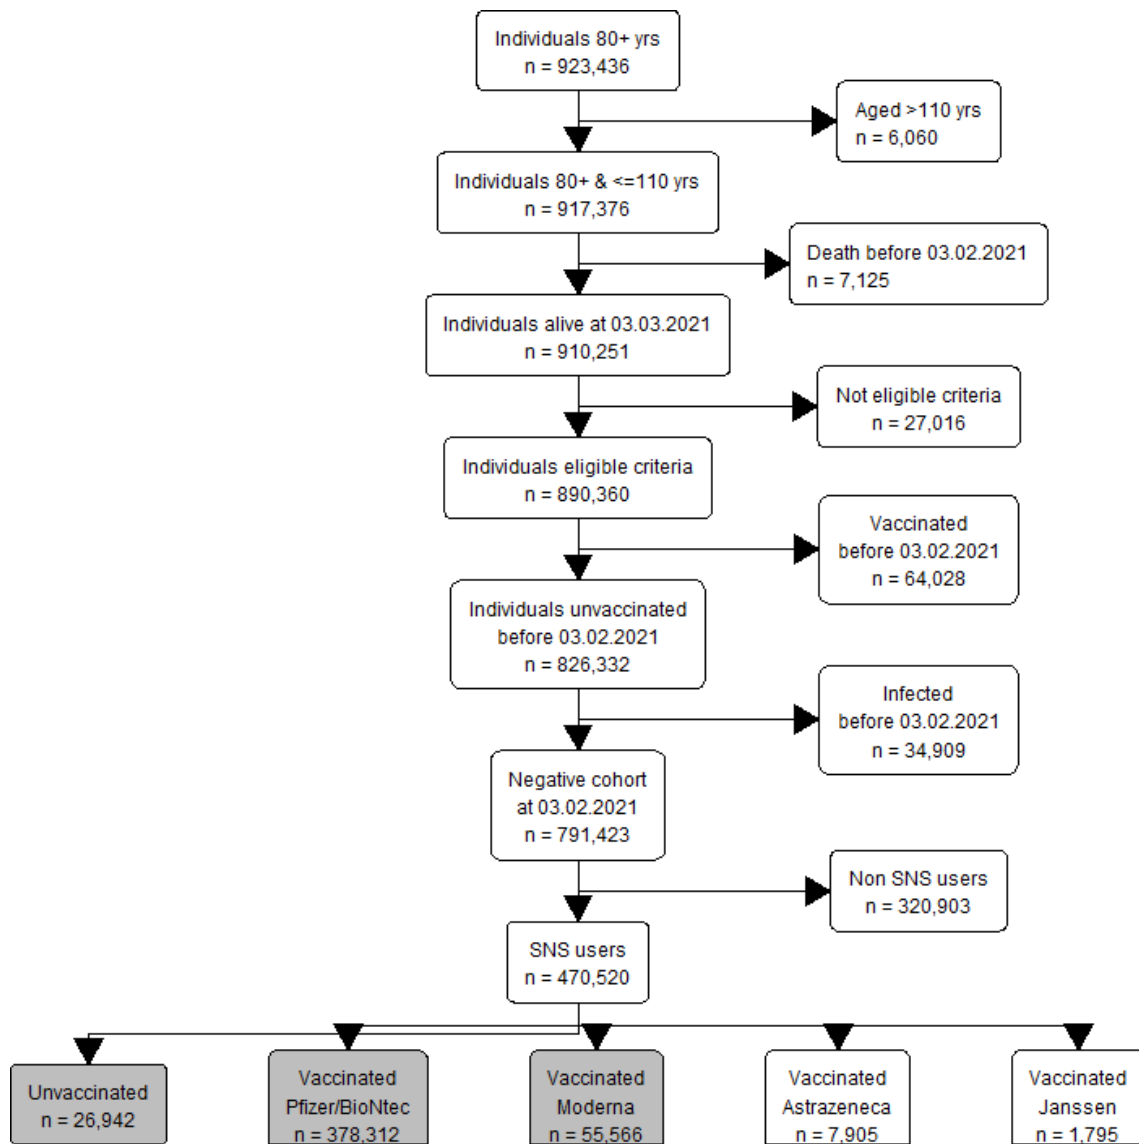 Individuals 80+ yrs
n = 923,436
Aged >110 yrs
n = 6,060
Individuals 80+ & <=110 yrs
n = 917,376
Death before 03.02.2021
n = 7,125
Individuals alive at 03.03.2021
n = 910,251
Not eligible criteria
n = 27,016
Individuals eligible criteria
n = 890,360
Vaccinated
before 03.02.2021
n = 64,028
Individuals unvaccinated
before 03.02.2021
n = 826,332
Infected
before 03.02.2021
n = 34,909
Negative cohort
at 03.02.2021
n = 791,423
Non SNS users
n = 320,903
SNS users
n = 470,520
Unvaccinated
n = 26,942
Vaccinated
Pfizer/BioNtec
n = 378,312
Vaccinated
Moderna
n = 55,566
Vaccinated
Astrazeneca
n = 7,905
Vaccinated
Janssen
n = 1,795